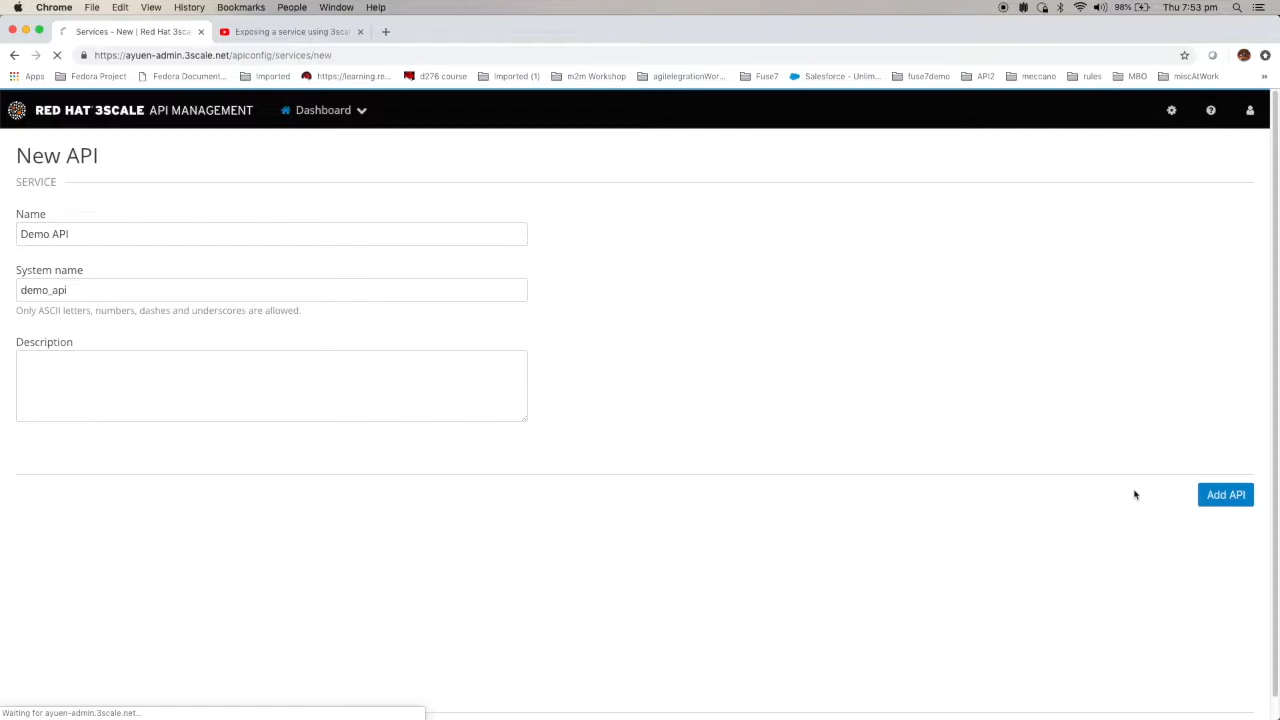 Chrome File Edit View History Bookmarks People Window Help 98% Thu 7:53 pm
Services - New | Red Hat 3sca Exposing a service using 3scal
https://ayuen-admin.3scale.net/apiconfig/services/new
Apps Fedora Project Fedora Document... Imported https://learning.re... d276 course Imported (1) m2m Workshop agileIegrationWor... Fuse7 Salesforce - Unlim... fuse7demo API2 meccano rules MBO miscAtWork »
RED HAT 3SCALE API MANAGEMENT Dashboard
New API
SERVICE
Name
Demo API
System name
demo_api
Only ASCII letters, numbers, dashes and underscores are allowed.
Description
Add API
Waiting for ayuen-admin.3scale.net...